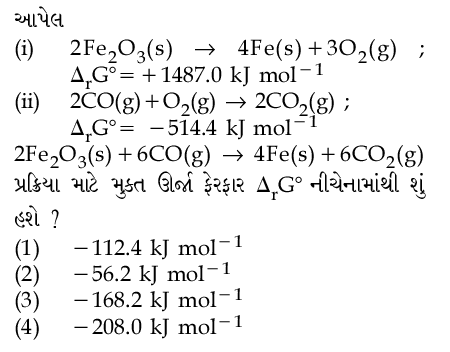 આપેલ
(i) 2Fe₂O₃(s) → 4Fe(s) + 3O₂(g) ;
ΔᵣG° = + 1487.0 kJ mol⁻¹
(ii) 2CO(g) + O₂(g) → 2CO₂(g) ;
ΔᵣG° = −514.4 kJ mol⁻¹
2Fe₂O₃(s) + 6CO(g) → 4Fe(s) + 6CO₂(g)
પ્રક્રિયા માટે મુક્ત ઊર્જા ફેરફાર ΔᵣG° નીચેનામાંથી શું
હશે ?
(1) −112.4 kJ mol⁻¹
(2) −56.2 kJ mol⁻¹
(3) −168.2 kJ mol⁻¹
(4) −208.0 kJ mol⁻¹